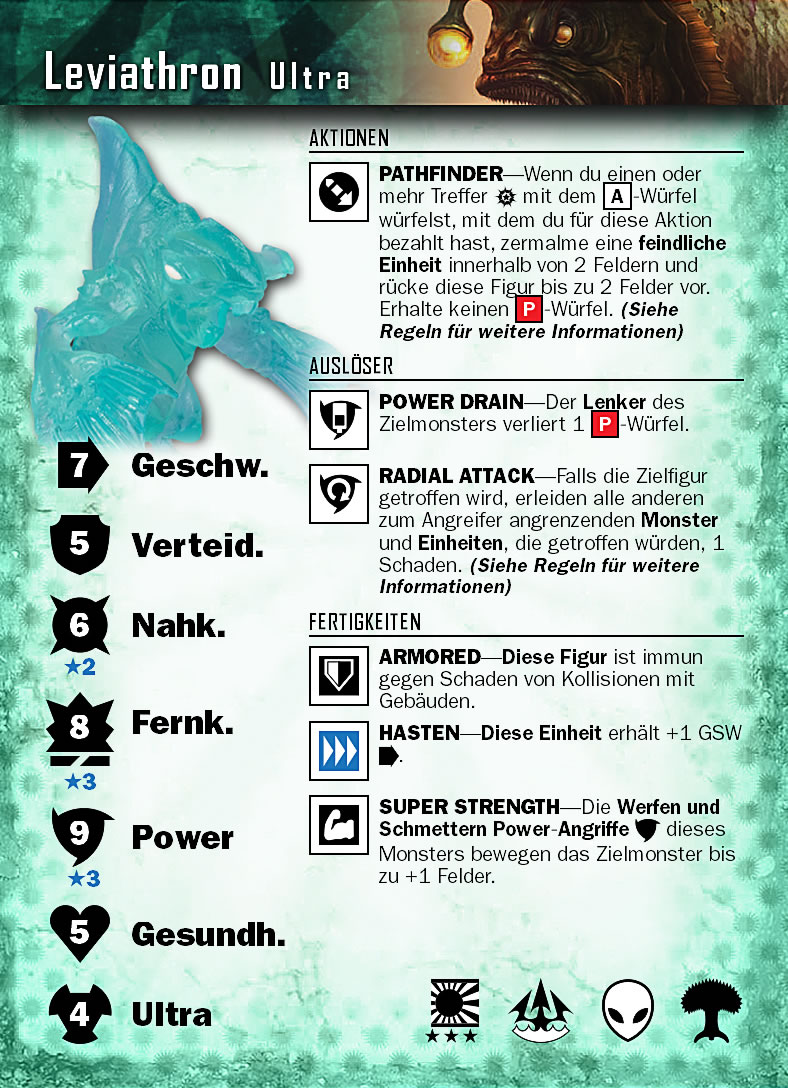 Leviathron Ultra
AKTIONEN
PATHFINDER—Wenn du einen oder
mehr Treffer mit dem A-Würfel
würfelst, mit dem du für diese Aktion
bezahlt hast, zermalme eine feindliche
Einheit innerhalb von 2 Feldern und
rücke diese Figur bis zu 2 Felder vor.
Erhalte keinen P-Würfel. (Siehe
Regeln für weitere Informationen)
AUSLÖSER
POWER DRAIN—Der Lenker des
Zielmonsters verliert 1 P-Würfel.
RADIAL ATTACK—Falls die Zielfigur
getroffen wird, erleiden alle anderen
zum Angreifer angrenzenden Monster
und Einheiten, die getroffen würden, 1
Schaden. (Siehe Regeln für weitere
Informationen)
FERTIGKEITEN
ARMORED—Diese Figur ist immun
gegen Schaden von Kollisionen mit
Gebäuden.
HASTEN—Diese Einheit erhält +1 GSW
.
SUPER STRENGTH—Die Werfen und
Schmettern Power-Angriffe dieses
Monsters bewegen das Zielmonster bis
zu +1 Felder.
7 Geschw.
5 Verteid.
6 Nahk.
★2
8 Fernk.
★3
9 Power
★3
5 Gesundh.
4 Ultra
★★★